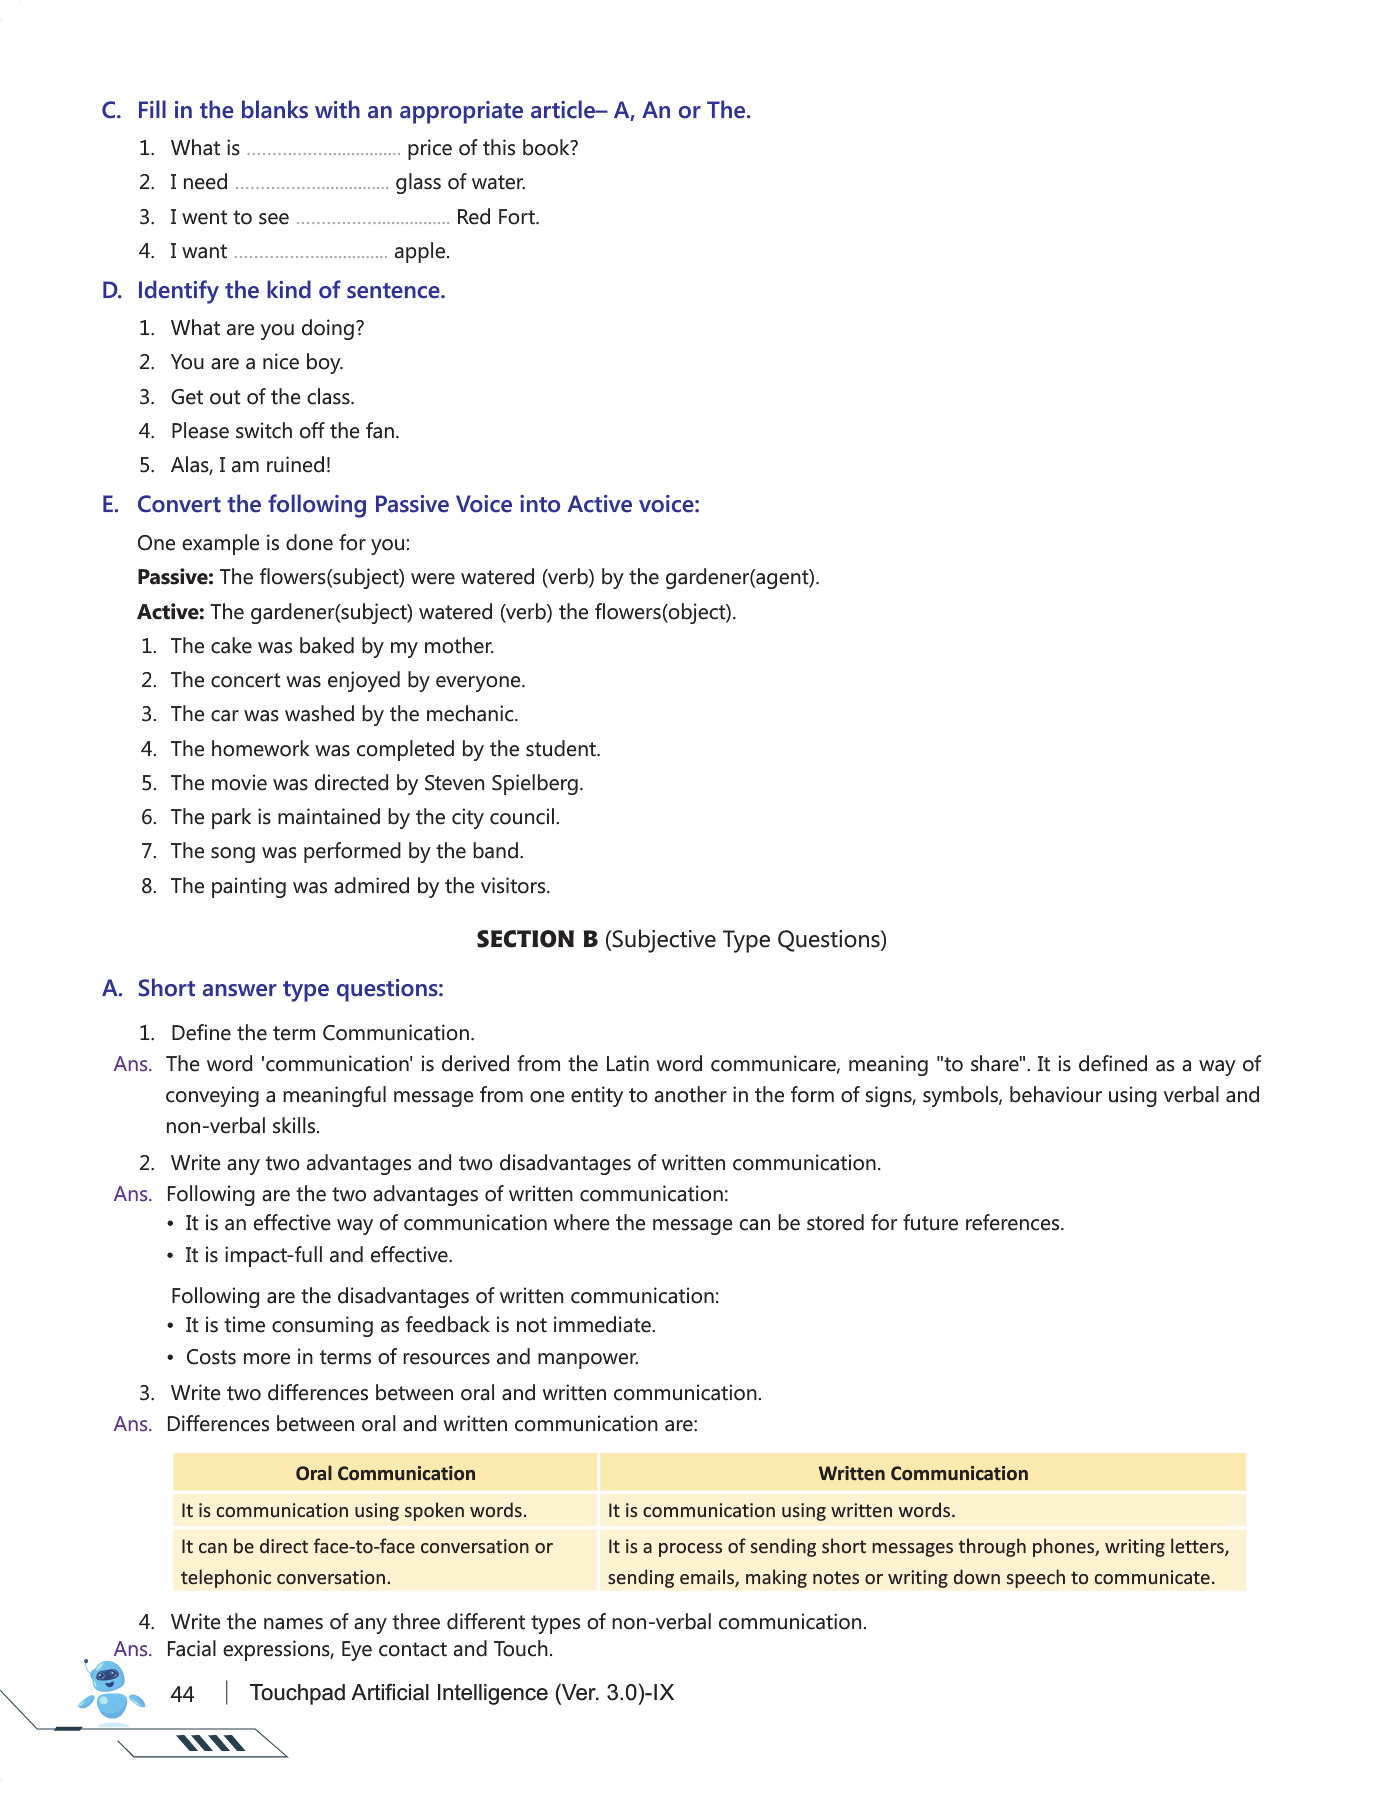 C. Fill in the blanks with an appropriate article– A, An or The.
1. What is ................................ price of this book?
2. I need ................................ glass of water.
3. I went to see ................................ Red Fort.
4. I want ................................ apple.
D. Identify the kind of sentence.
1. What are you doing?
2. You are a nice boy.
3. Get out of the class.
4. Please switch off the fan.
5. Alas, I am ruined!
E. Convert the following Passive Voice into Active voice:
One example is done for you:
Passive: The flowers(subject) were watered (verb) by the gardener(agent).
Active: The gardener(subject) watered (verb) the flowers(object).
1. The cake was baked by my mother.
2. The concert was enjoyed by everyone.
3. The car was washed by the mechanic.
4. The homework was completed by the student.
5. The movie was directed by Steven Spielberg.
6. The park is maintained by the city council.
7. The song was performed by the band.
8. The painting was admired by the visitors.
SECTION B (Subjective Type Questions)
A. Short answer type questions:
1. Define the term Communication.
Ans. The word 'communication' is derived from the Latin word communicare, meaning "to share". It is defined as a way of
conveying a meaningful message from one entity to another in the form of signs, symbols, behaviour using verbal and
non-verbal skills.
2. Write any two advantages and two disadvantages of written communication.
Ans. Following are the two advantages of written communication:
• It is an effective way of communication where the message can be stored for future references.
• It is impact-full and effective.
Following are the disadvantages of written communication:
• It is time consuming as feedback is not immediate.
• Costs more in terms of resources and manpower.
3. Write two differences between oral and written communication.
Ans. Differences between oral and written communication are:
Oral Communication Written Communication
It is communication using spoken words. It is communication using written words.
It can be direct face-to-face conversation or It is a process of sending short messages through phones, writing letters,
telephonic conversation. sending emails, making notes or writing down speech to communicate.
4. Write the names of any three different types of non-verbal communication.
Ans. Facial expressions, Eye contact and Touch.
44 | Touchpad Artificial Intelligence (Ver. 3.0)-IX